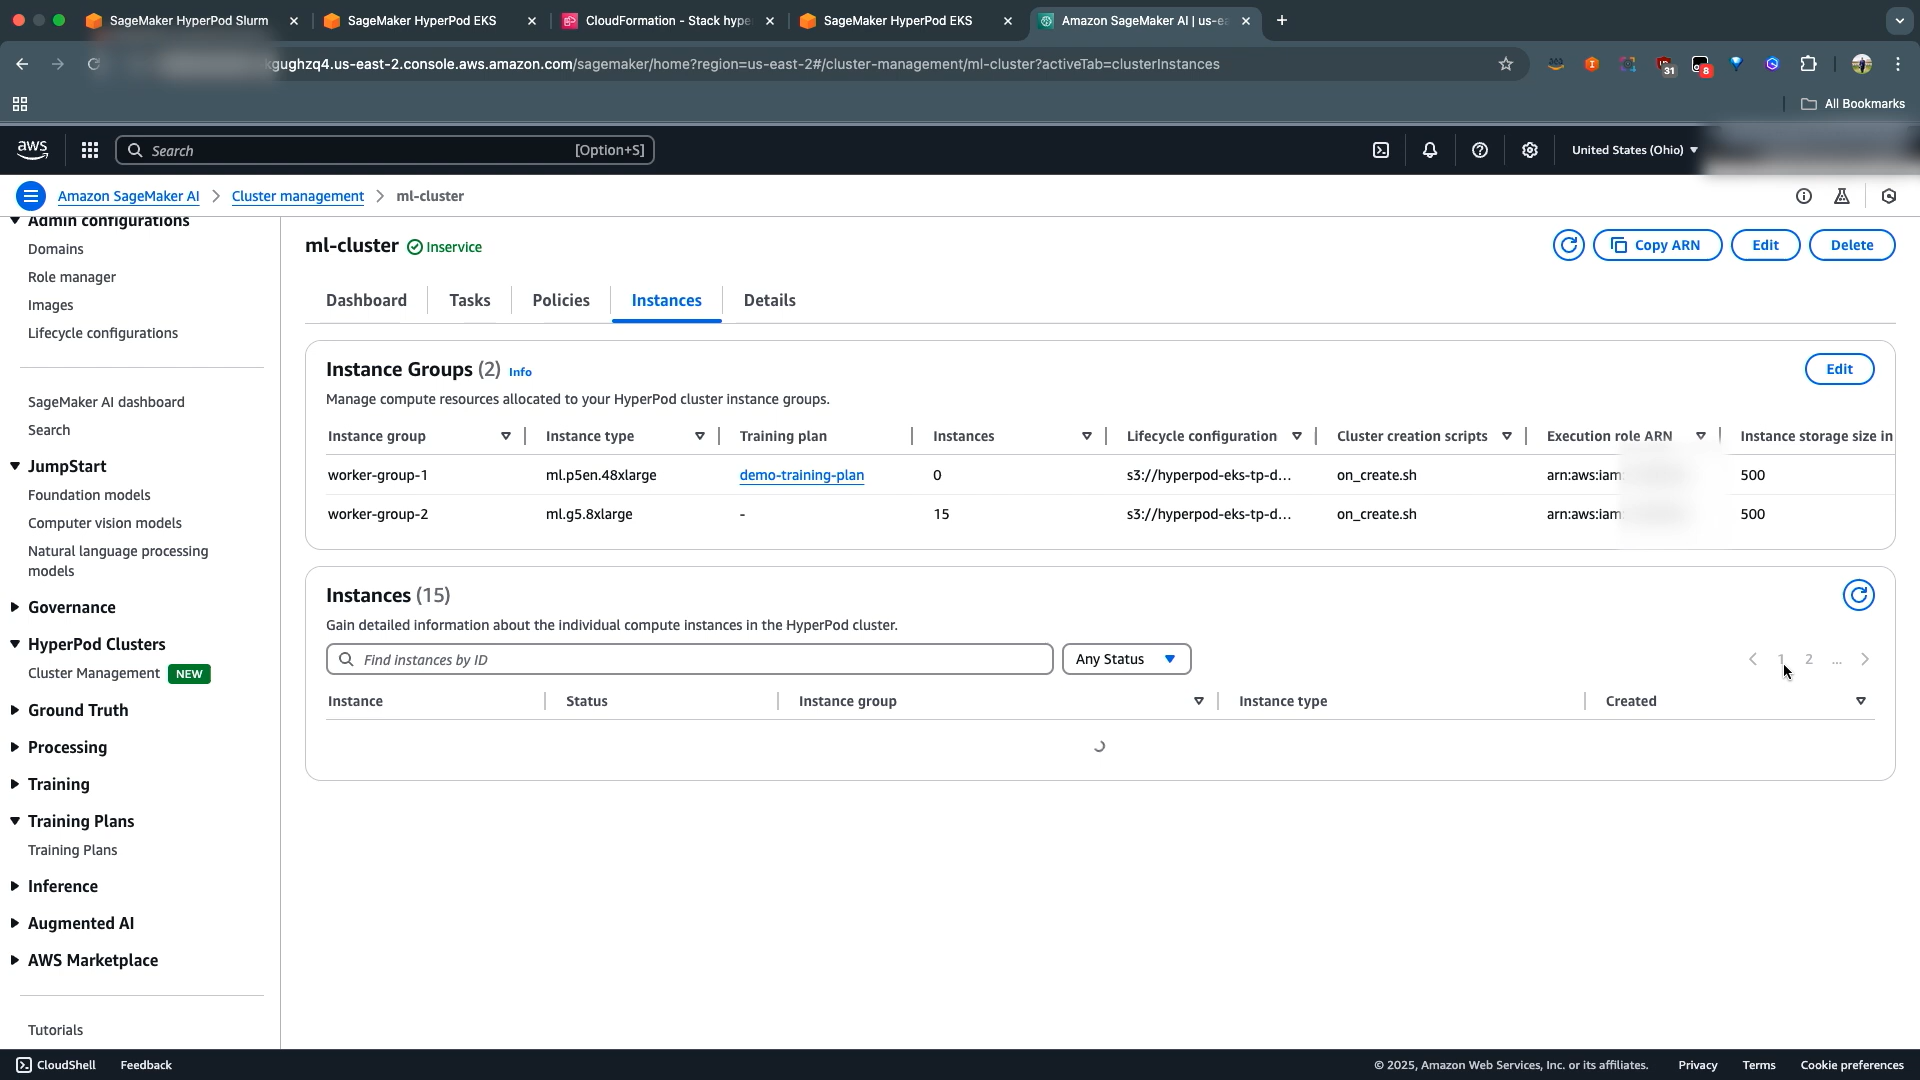 SageMaker HyperPod Slurm
SageMaker HyperPod EKS
CloudFormation - Stack hype
SageMaker HyperPod EKS
Amazon SageMaker AI | us-ea
kgughzq4.us-east-2.console.aws.amazon.com/sagemaker/home?region=us-east-2#/cluster-management/ml-cluster?activeTab=clusterInstances
31
8
All Bookmarks
aws
Search
[Option+S]
United States (Ohio)
Amazon SageMaker AI
Cluster management
ml-cluster
Admin configurations
Domains
Role manager
Images
Lifecycle configurations
SageMaker AI dashboard
Search
JumpStart
Foundation models
Computer vision models
Natural language processing
models
Governance
HyperPod Clusters
Cluster Management NEW
Ground Truth
Processing
Training
Training Plans
Training Plans
Inference
Augmented AI
AWS Marketplace
Tutorials
ml-cluster Inservice
Copy ARN
Edit
Delete
Dashboard
Tasks
Policies
Instances
Details
Instance Groups (2) Info
Edit
Manage compute resources allocated to your HyperPod cluster instance groups.
Instance group Instance type Training plan Instances Lifecycle configuration Cluster creation scripts Execution role ARN Instance storage size in
worker-group-1 ml.p5en.48xlarge demo-training-plan 0 s3://hyperpod-eks-tp-d... on_create.sh arn:aws:iam: 500
worker-group-2 ml.g5.8xlarge - 15 s3://hyperpod-eks-tp-d... on_create.sh arn:aws:iam: 500
Instances (15)
Gain detailed information about the individual compute instances in the HyperPod cluster.
Find instances by ID
Any Status
1 2 ...
Instance Status Instance group Instance type Created
CloudShell
Feedback
© 2025, Amazon Web Services, Inc. or its affiliates.
Privacy
Terms
Cookie preferences